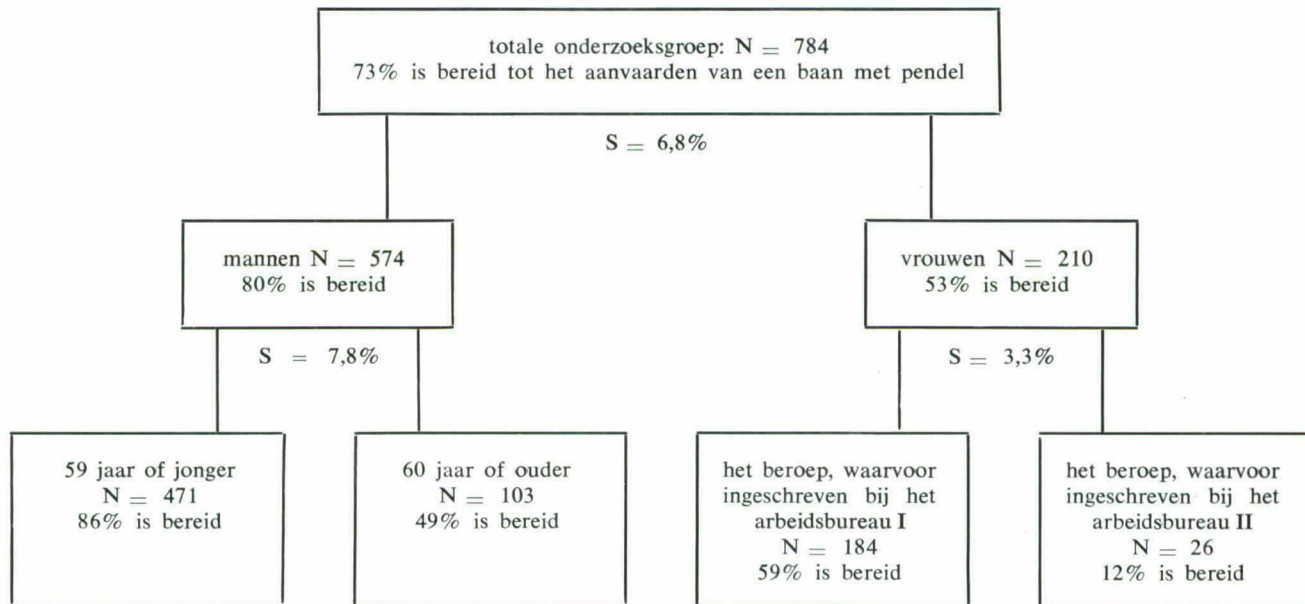 totale onderzoeksgroep: N = 784
73% is bereid tot het aanvaarden van een baan met pendel
S = 6,8%
mannen N = 574
80% is bereid
vrouwen N = 210
53% is bereid
S = 7,8%
S = 3,3%
59 jaar of jonger
N = 471
86% is bereid
60 jaar of ouder
N = 103
49% is bereid
het beroep, waarvoor
ingeschreven bij het
arbeidsbureau I
N = 184
59% is bereid
het beroep, waarvoor
ingeschreven bij het
arbeidsbureau II
N = 26
12% is bereid